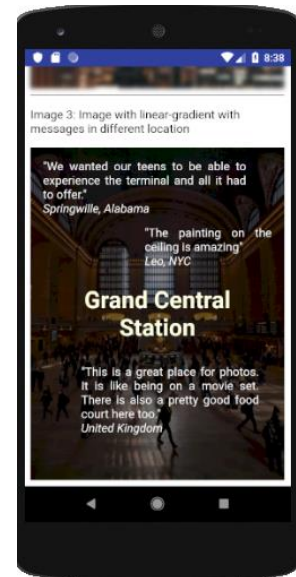 8:38
Image 3: Image with linear-gradient with
messages in different location
"We wanted our teens to be able to
experience the terminal and all it had
to offer."
Springville, Alabama
"The painting on the
ceiling is amazing"
Leo, NYC
Grand Central
Station
"This is a great place for photos.
It is like being on a movie set.
There is also a pretty good food
court here too."
United Kingdom